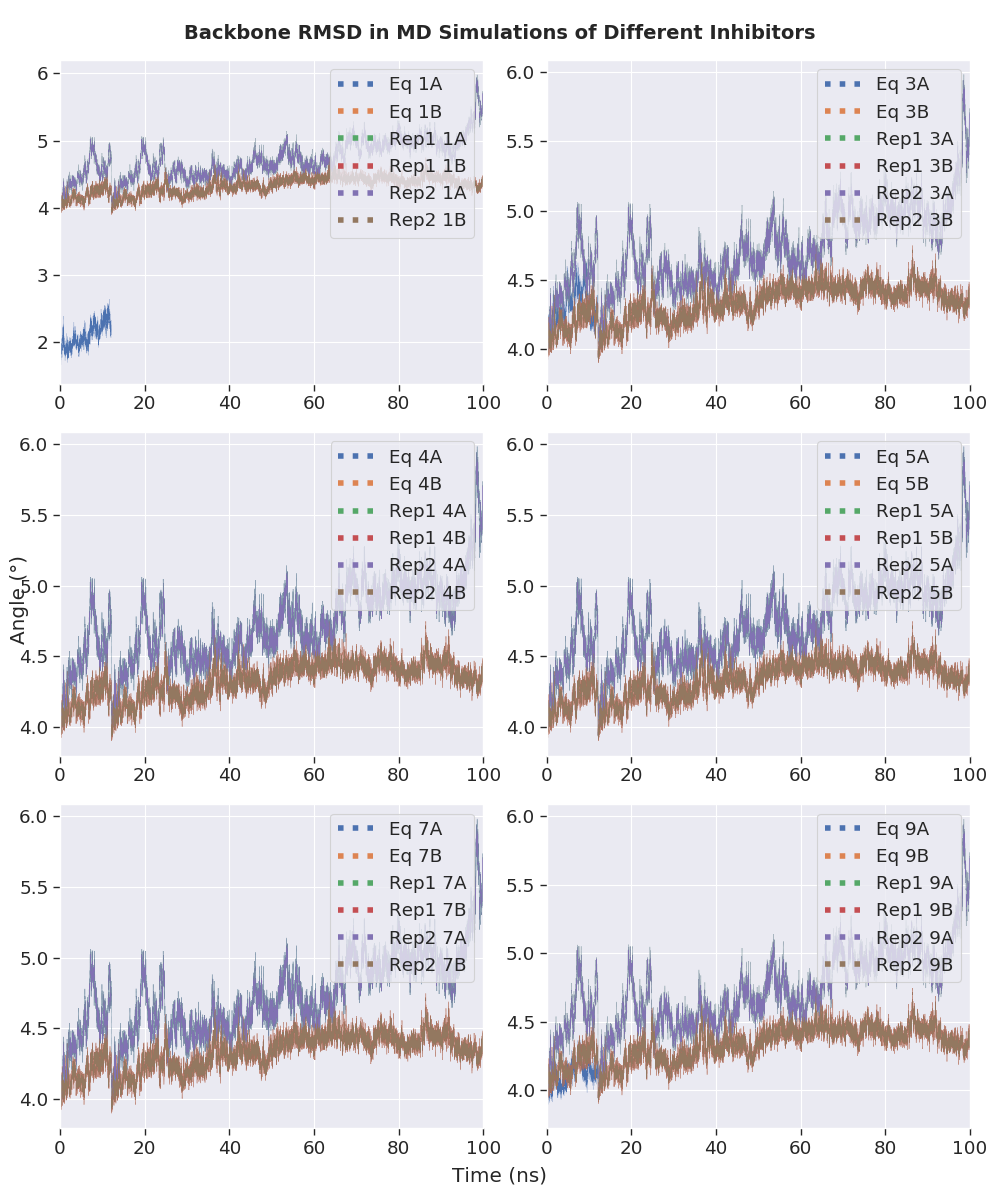 Backbone RMSD in MD Simulations of Different Inhibitors
6
5
4
3
2
0 20 40 60 80 100
Eq 1A
Eq 1B
Rep1 1A
Rep1 1B
Rep2 1A
Rep2 1B
6.0
5.5
5.0
4.5
4.0
0 20 40 60 80 100
Eq 3A
Eq 3B
Rep1 3A
Rep1 3B
Rep2 3A
Rep2 3B
Angle (°)
6.0
5.5
5.0
4.5
4.0
0 20 40 60 80 100
Eq 4A
Eq 4B
Rep1 4A
Rep1 4B
Rep2 4A
Rep2 4B
6.0
5.5
5.0
4.5
4.0
0 20 40 60 80 100
Eq 5A
Eq 5B
Rep1 5A
Rep1 5B
Rep2 5A
Rep2 5B
6.0
5.5
5.0
4.5
4.0
0 20 40 60 80 100
Eq 7A
Eq 7B
Rep1 7A
Rep1 7B
Rep2 7A
Rep2 7B
6.0
5.5
5.0
4.5
4.0
0 20 40 60 80 100
Eq 9A
Eq 9B
Rep1 9A
Rep1 9B
Rep2 9A
Rep2 9B
Time (ns)